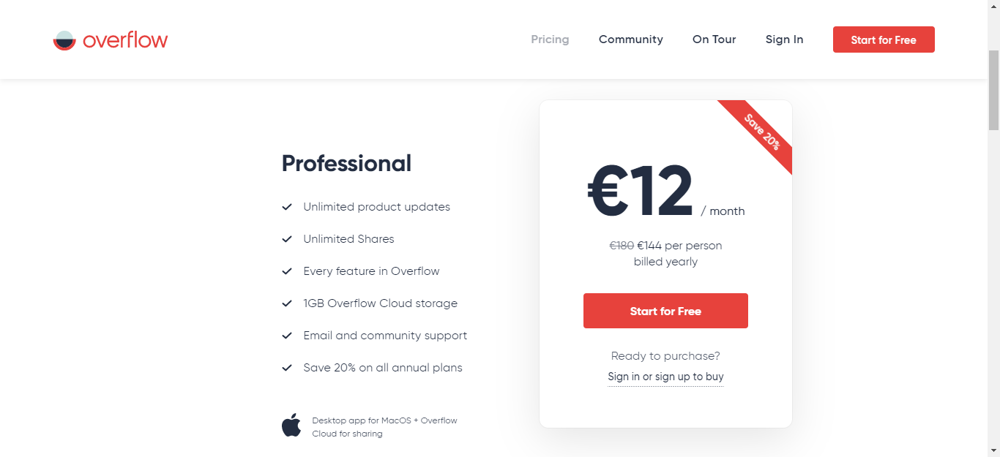 overflow
Pricing
Community
On Tour
Sign In
Start for Free
Professional
Unlimited product updates
Unlimited Shares
Every feature in Overflow
1GB Overflow Cloud storage
Email and community support
Save 20% on all annual plans
Desktop app for MacOS + Overflow
Cloud for sharing
Save 20%
€12 / month
€180 €144 per person
billed yearly
Start for Free
Ready to purchase?
Sign in or sign up to buy